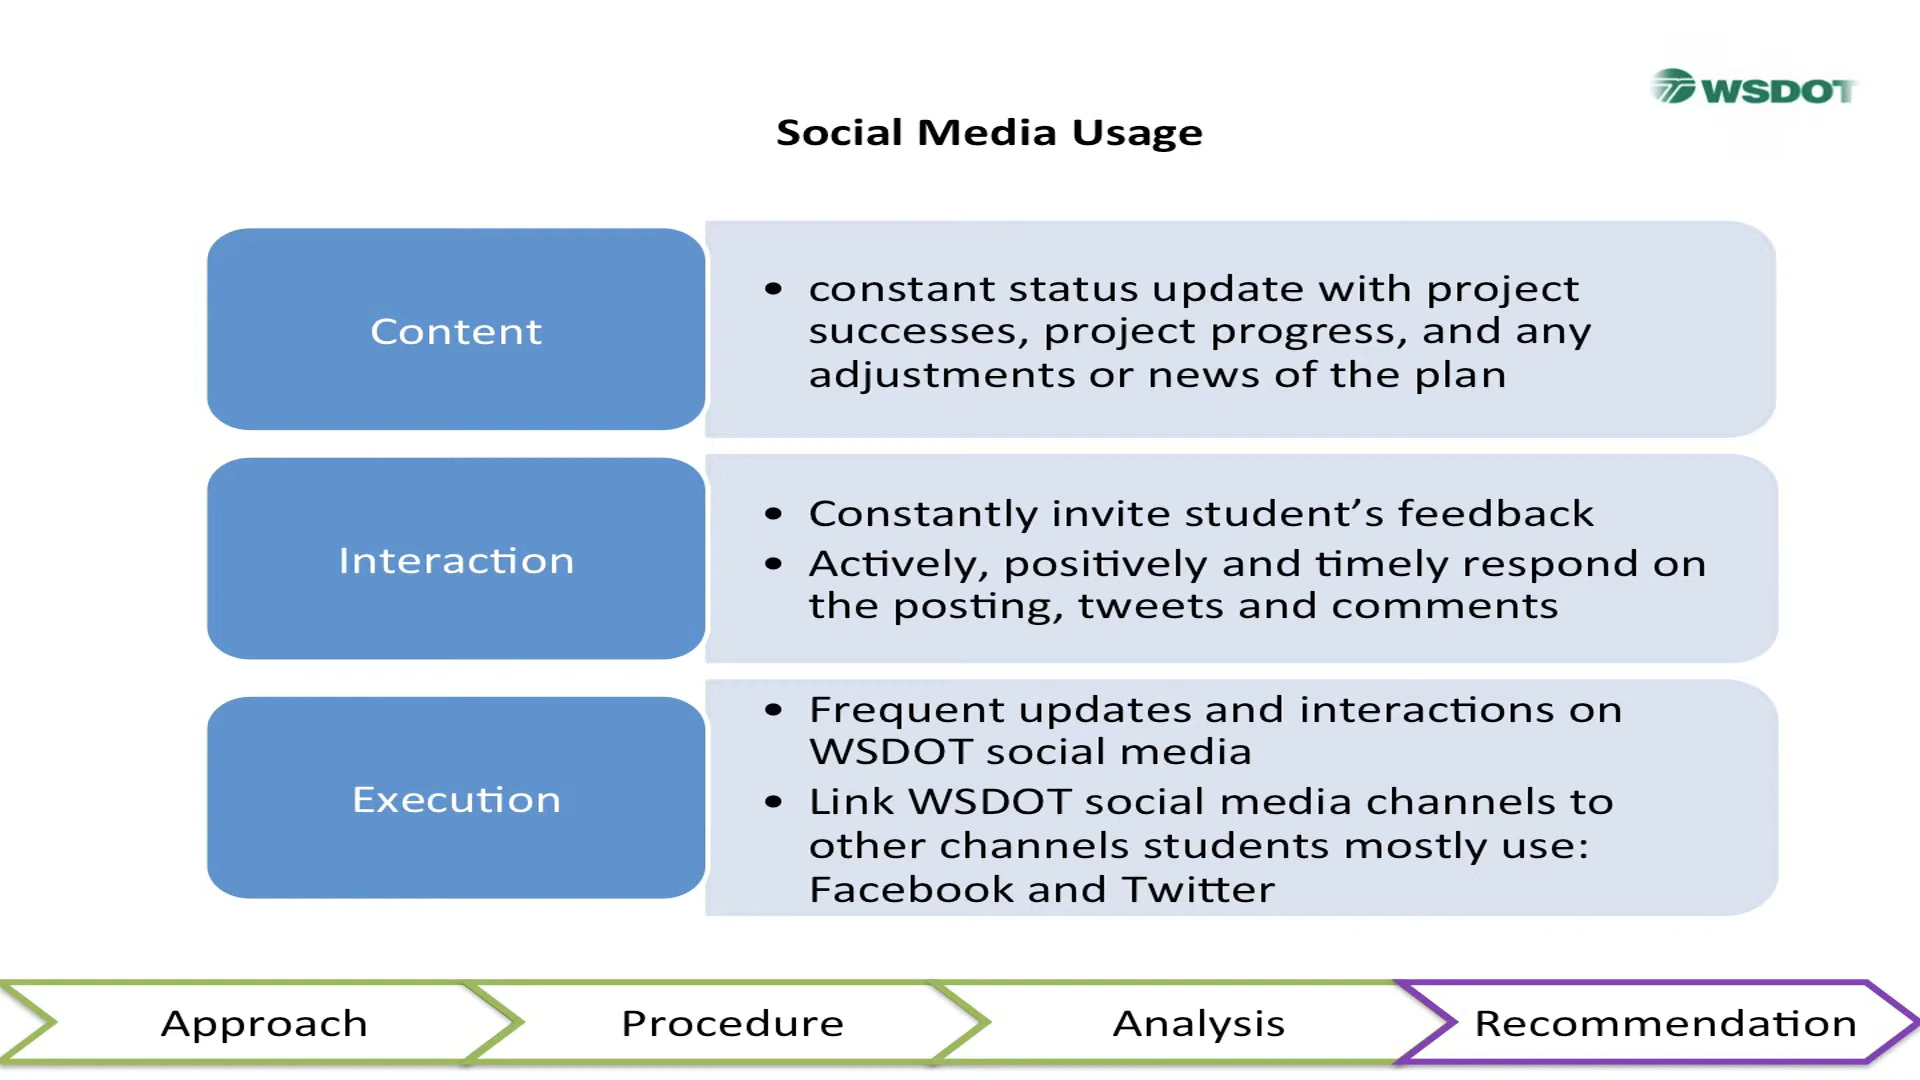 WSDOT
Social Media Usage
Content
• constant status update with project
successes, project progress, and any
adjustments or news of the plan
Interaction
• Constantly invite student’s feedback
• Actively, positively and timely respond on
the posting, tweets and comments
Execution
• Frequent updates and interactions on
WSDOT social media
• Link WSDOT social media channels to
other channels students mostly use:
Facebook and Twitter
Approach
Procedure
Analysis
Recommendation